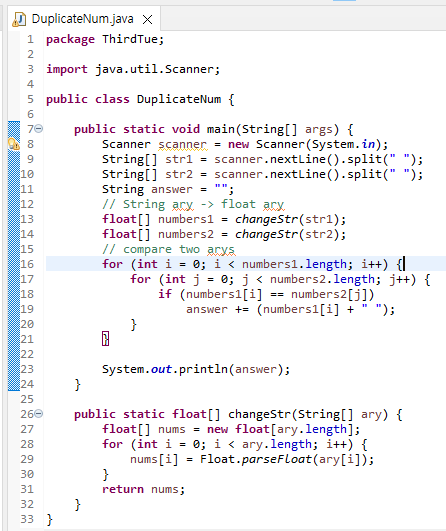 DuplicateNum.java
1 package ThirdTue;
2
3 import java.util.Scanner;
4
5 public class DuplicateNum {
6
7 public static void main(String[] args) {
8 Scanner scanner = new Scanner(System.in);
9 String[] str1 = scanner.nextLine().split(" ");
10 String[] str2 = scanner.nextLine().split(" ");
11 String answer = "";
12 // String ary -> float ary
13 float[] numbers1 = changeStr(str1);
14 float[] numbers2 = changeStr(str2);
15 // compare two arys
16 for (int i = 0; i < numbers1.length; i++) {
17 for (int j = 0; j < numbers2.length; j++) {
18 if (numbers1[i] == numbers2[j])
19 answer += (numbers1[i] + " ");
20 }
21 }
22
23 System.out.println(answer);
24 }
25
26 public static float[] changeStr(String[] ary) {
27 float[] nums = new float[ary.length];
28 for (int i = 0; i < ary.length; i++) {
29 nums[i] = Float.parseFloat(ary[i]);
30 }
31 return nums;
32 }
33 }